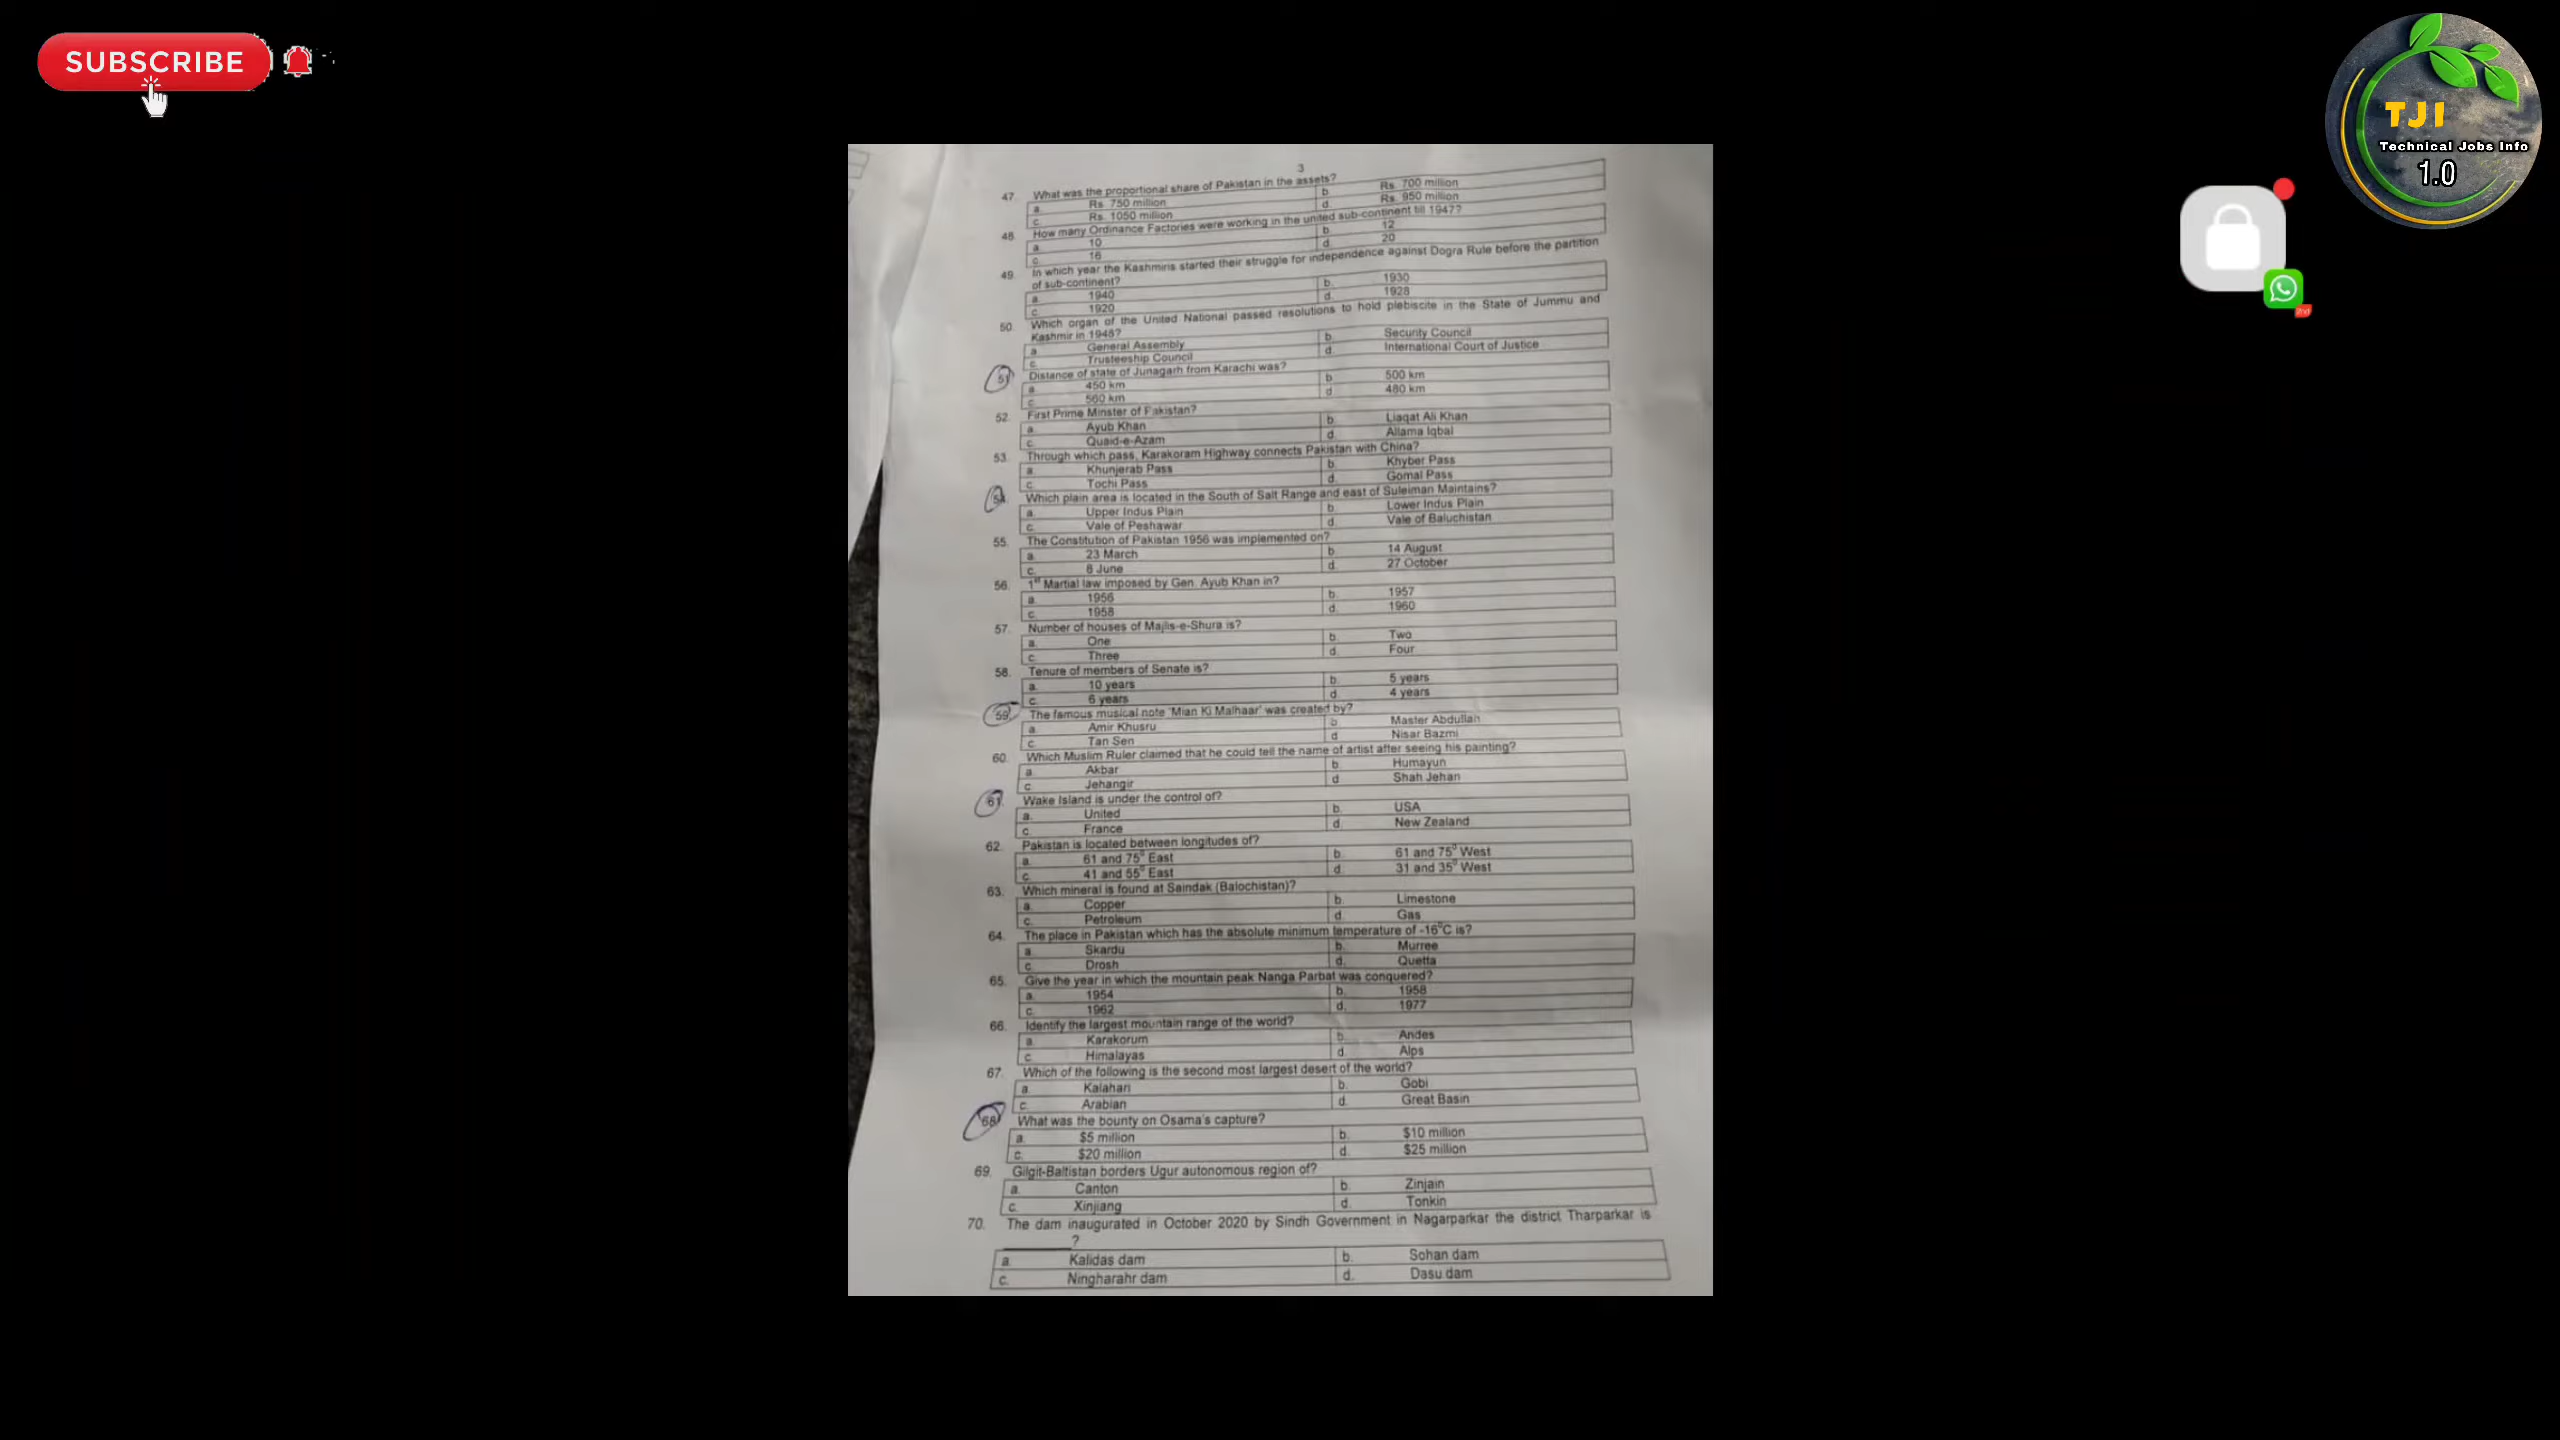 SUBSCRIBE
TJI
Technical Jobs Info
1.0
3
47. What was the proportional share of Pakistan in the assets?
a. Rs. 750 million b. Rs. 700 million
c. Rs. 1050 million d. Rs. 950 million
48. How many Ordinance Factories were working in the united sub-continent till 1947?
a. 10 b. 12
c. 16 d. 20
49. In which year the Kashmiris started their struggle for independence against Dogra Rule before the partition
of sub-continent?
a. 1940 b. 1930
c. 1920 d. 1928
50. Which organ of the United National passed resolutions to hold plebiscite in the State of Jummu and
Kashmir in 1948?
a. General Assembly b. Security Council
c. Trusteeship Council d. International Court of Justice
51. Distance of state of Junagarh from Karachi was?
a. 450 km b. 500 km
c. 560 km d. 480 km
52. First Prime Minster of Pakistan?
a. Ayub Khan b. Liaqat Ali Khan
c. Quaid-e-Azam d. Allama Iqbal
53. Through which pass, Karakoram Highway connects Pakistan with China?
a. Khunjerab Pass b. Khyber Pass
c. Tochi Pass d. Gomal Pass
54. Which plain area is located in the South of Salt Range and east of Suleiman Maintains?
a. Upper Indus Plain b. Lower Indus Plain
c. Vale of Peshawar d. Vale of Baluchistan
55. The Constitution of Pakistan 1956 was implemented on?
a. 23 March b. 14 August
c. 8 June d. 27 October
56. 1st Martial law imposed by Gen. Ayub Khan in?
a. 1956 b. 1957
c. 1958 d. 1960
57. Number of houses of Majlis-e-Shura is?
a. One b. Two
c. Three d. Four
58. Tenure of members of Senate is?
a. 10 years b. 5 years
c. 6 years d. 4 years
59. The famous musical note 'Mian Ki Malhaar' was created by?
a. Amir Khusru b. Master Abdullah
c. Tan Sen d. Nisar Bazmi
60. Which Muslim Ruler claimed that he could tell the name of artist after seeing his painting?
a. Akbar b. Humayun
c. Jehangir d. Shah Jehan
61. Wake Island is under the control of?
a. United b. USA
c. France d. New Zealand
62. Pakistan is located between longitudes of?
a. 61 and 75⁰ East b. 61 and 75⁰ West
c. 41 and 55⁰ East d. 31 and 35⁰ West
63. Which mineral is found at Saindak (Balochistan)?
a. Copper b. Limestone
c. Petroleum d. Gas
64. The place in Pakistan which has the absolute minimum temperature of -16⁰C is?
a. Skardu b. Murree
c. Drosh d. Quetta
65. Give the year in which the mountain peak Nanga Parbat was conquered?
a. 1954 b. 1958
c. 1962 d. 1977
66. Identify the largest mountain range of the world?
a. Karakorum b. Andes
c. Himalayas d. Alps
67. Which of the following is the second most largest desert of the world?
a. Kalahari b. Gobi
c. Arabian d. Great Basin
68. What was the bounty on Osama's capture?
a. $5 million b. $10 million
c. $20 million d. $25 million
69. Gilgit-Baltistan borders Ugur autonomous region of?
a. Canton b. Zinjain
c. Xinjiang d. Tonkin
70. The dam inaugurated in October 2020 by Sindh Government in Nagarparkar the district Tharparkar is
________?
a. Kalidas dam b. Sohan dam
c. Ningharahr dam d. Dasu dam